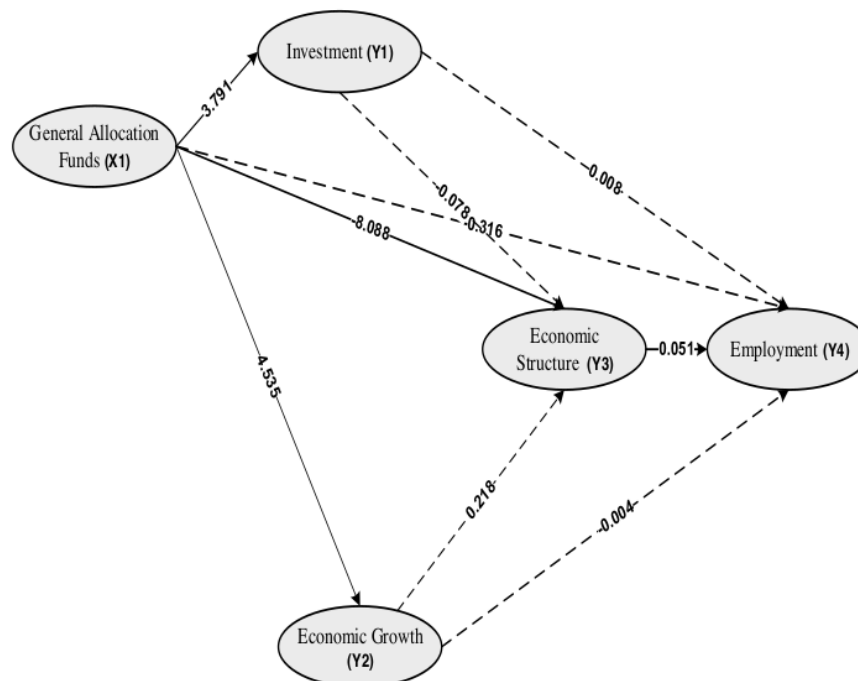 Investment (Y1)
3.791
General Allocation
Funds (X1)
0.008
-0.078
-0.316
-8.088
Economic
Structure (Y3)
-0.051
Employment (Y4)
4.535
0.218
-0.004
Economic Growth
(Y2)